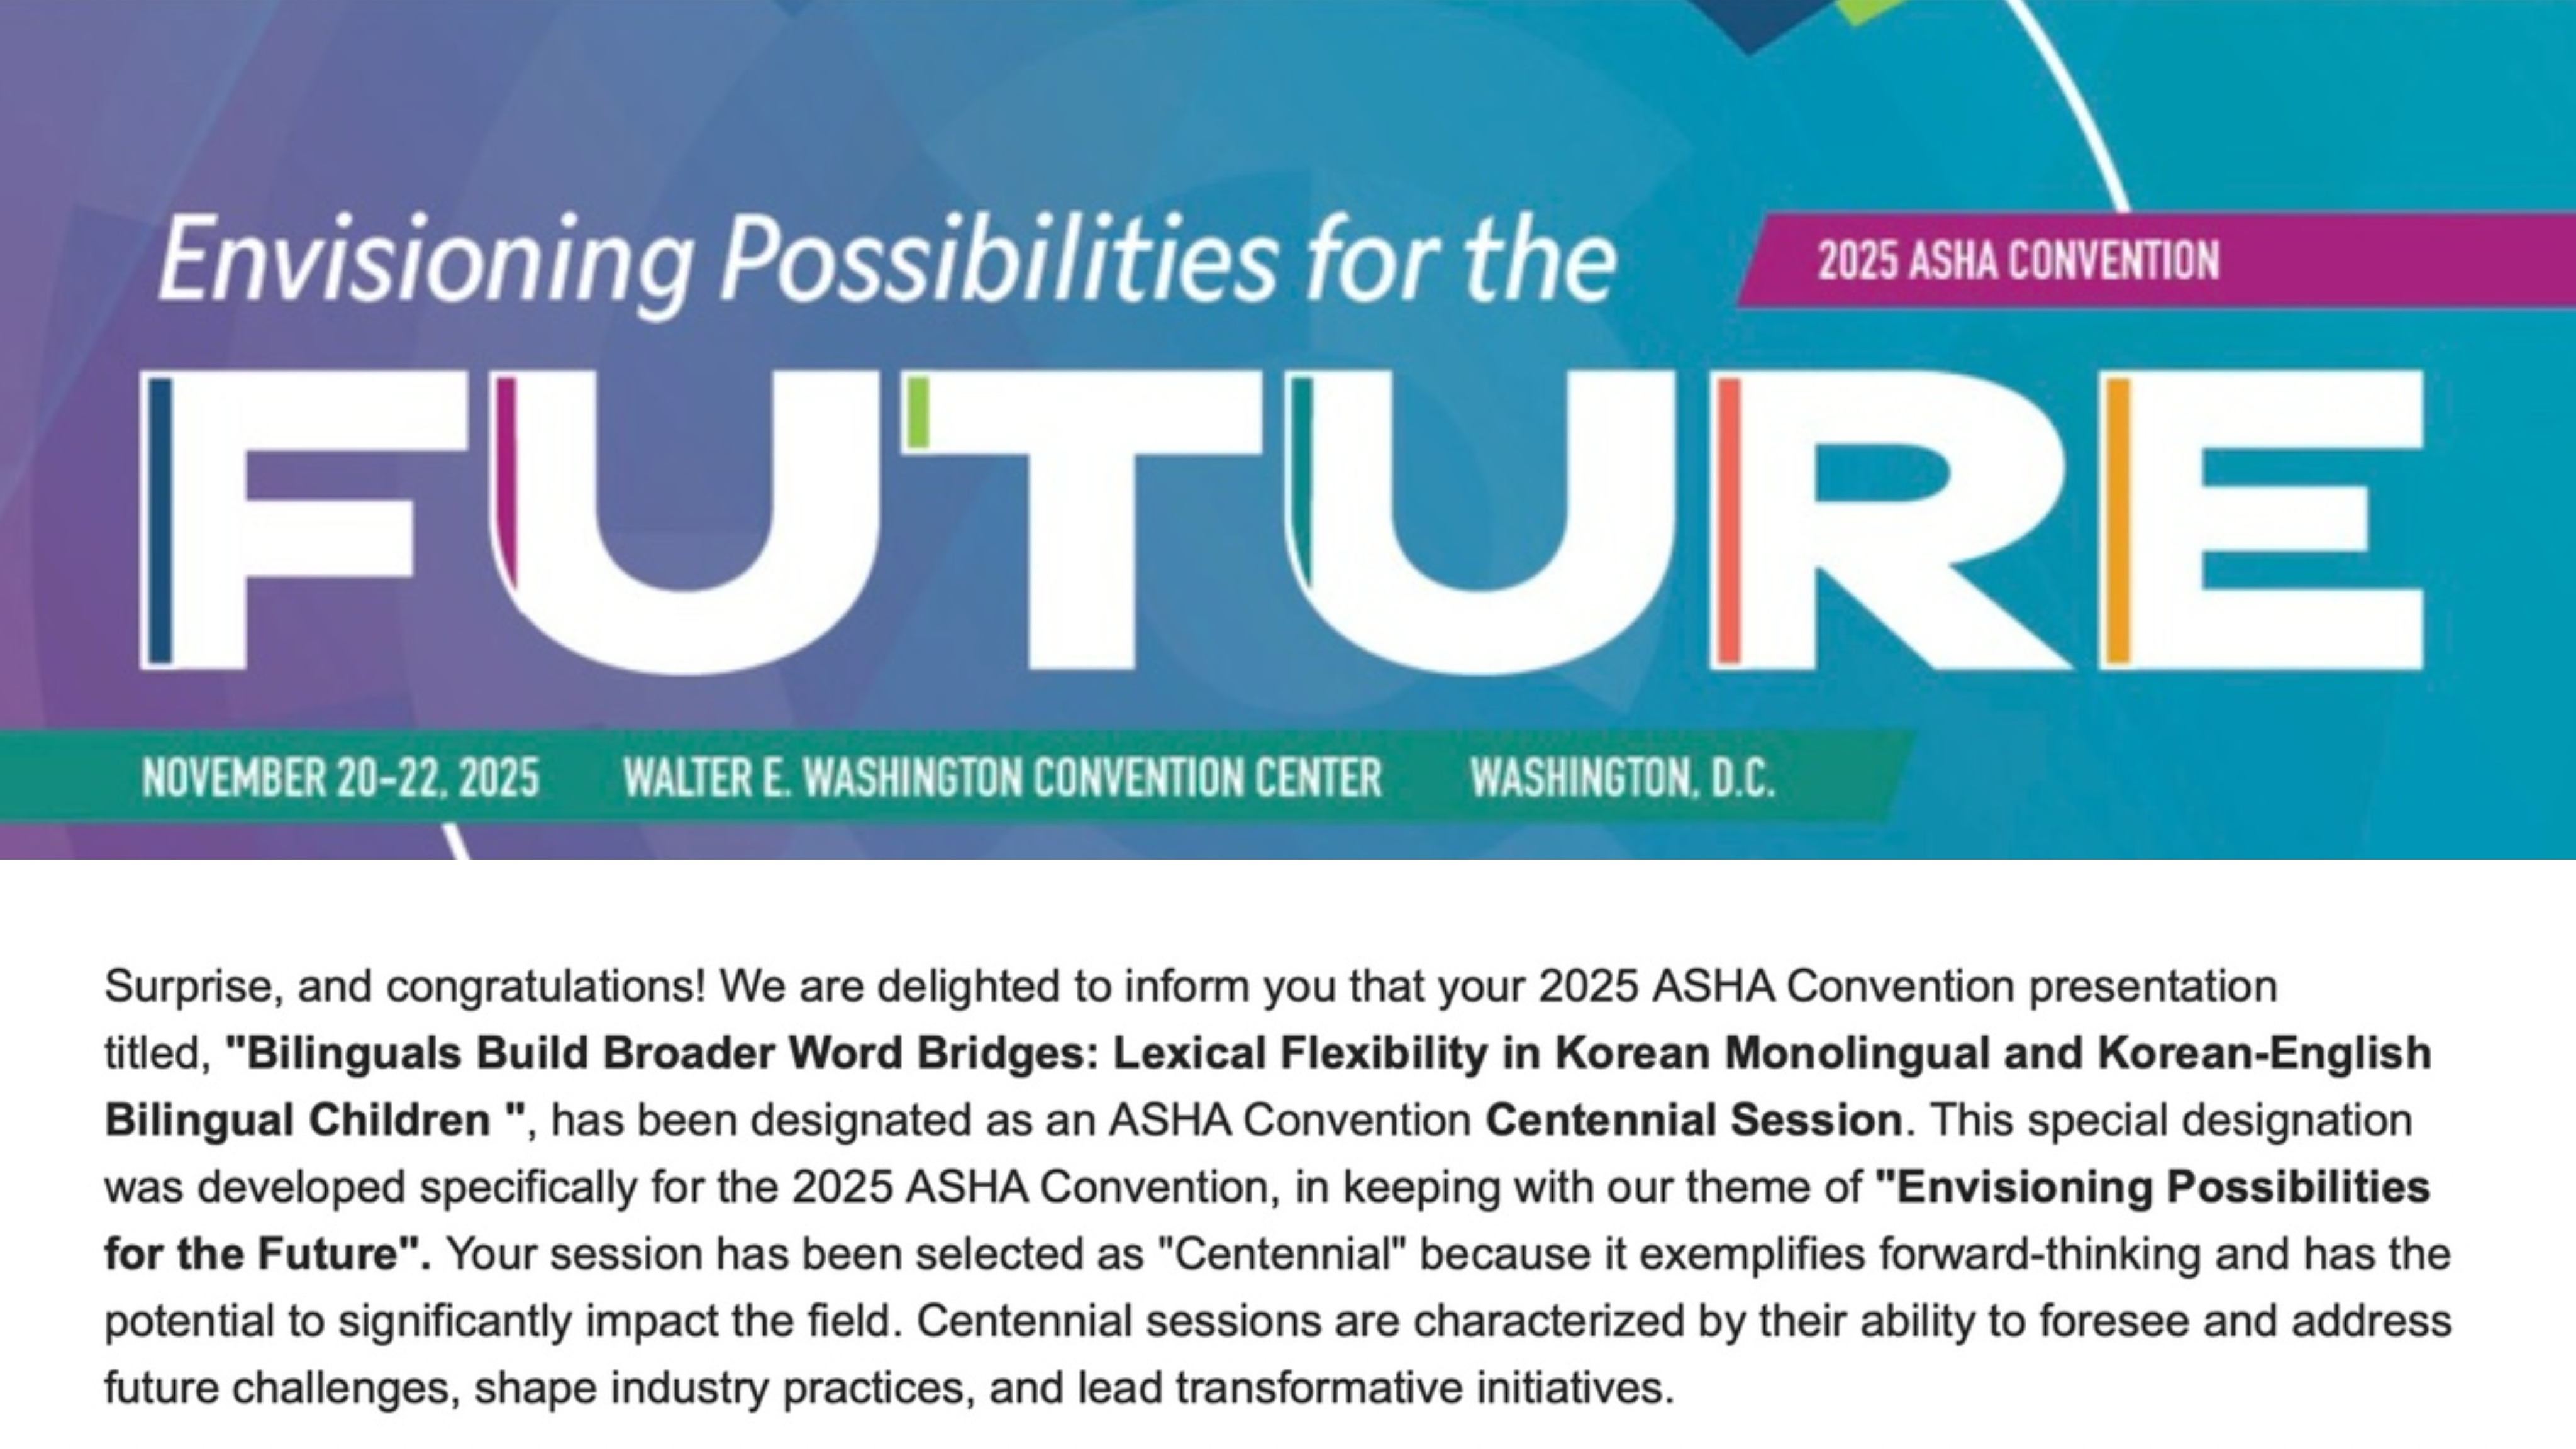 Envisioning Possibilities for the
2025 ASHA CONVENTION
FUTURE
NOVEMBER 20–22, 2025 WALTER E. WASHINGTON CONVENTION CENTER WASHINGTON, D.C.
Surprise, and congratulations! We are delighted to inform you that your 2025 ASHA Convention presentation
titled, "Bilinguals Build Broader Word Bridges: Lexical Flexibility in Korean Monolingual and Korean-English
Bilingual Children ", has been designated as an ASHA Convention Centennial Session. This special designation
was developed specifically for the 2025 ASHA Convention, in keeping with our theme of "Envisioning Possibilities
for the Future". Your session has been selected as "Centennial" because it exemplifies forward-thinking and has the
potential to significantly impact the field. Centennial sessions are characterized by their ability to foresee and address
future challenges, shape industry practices, and lead transformative initiatives.